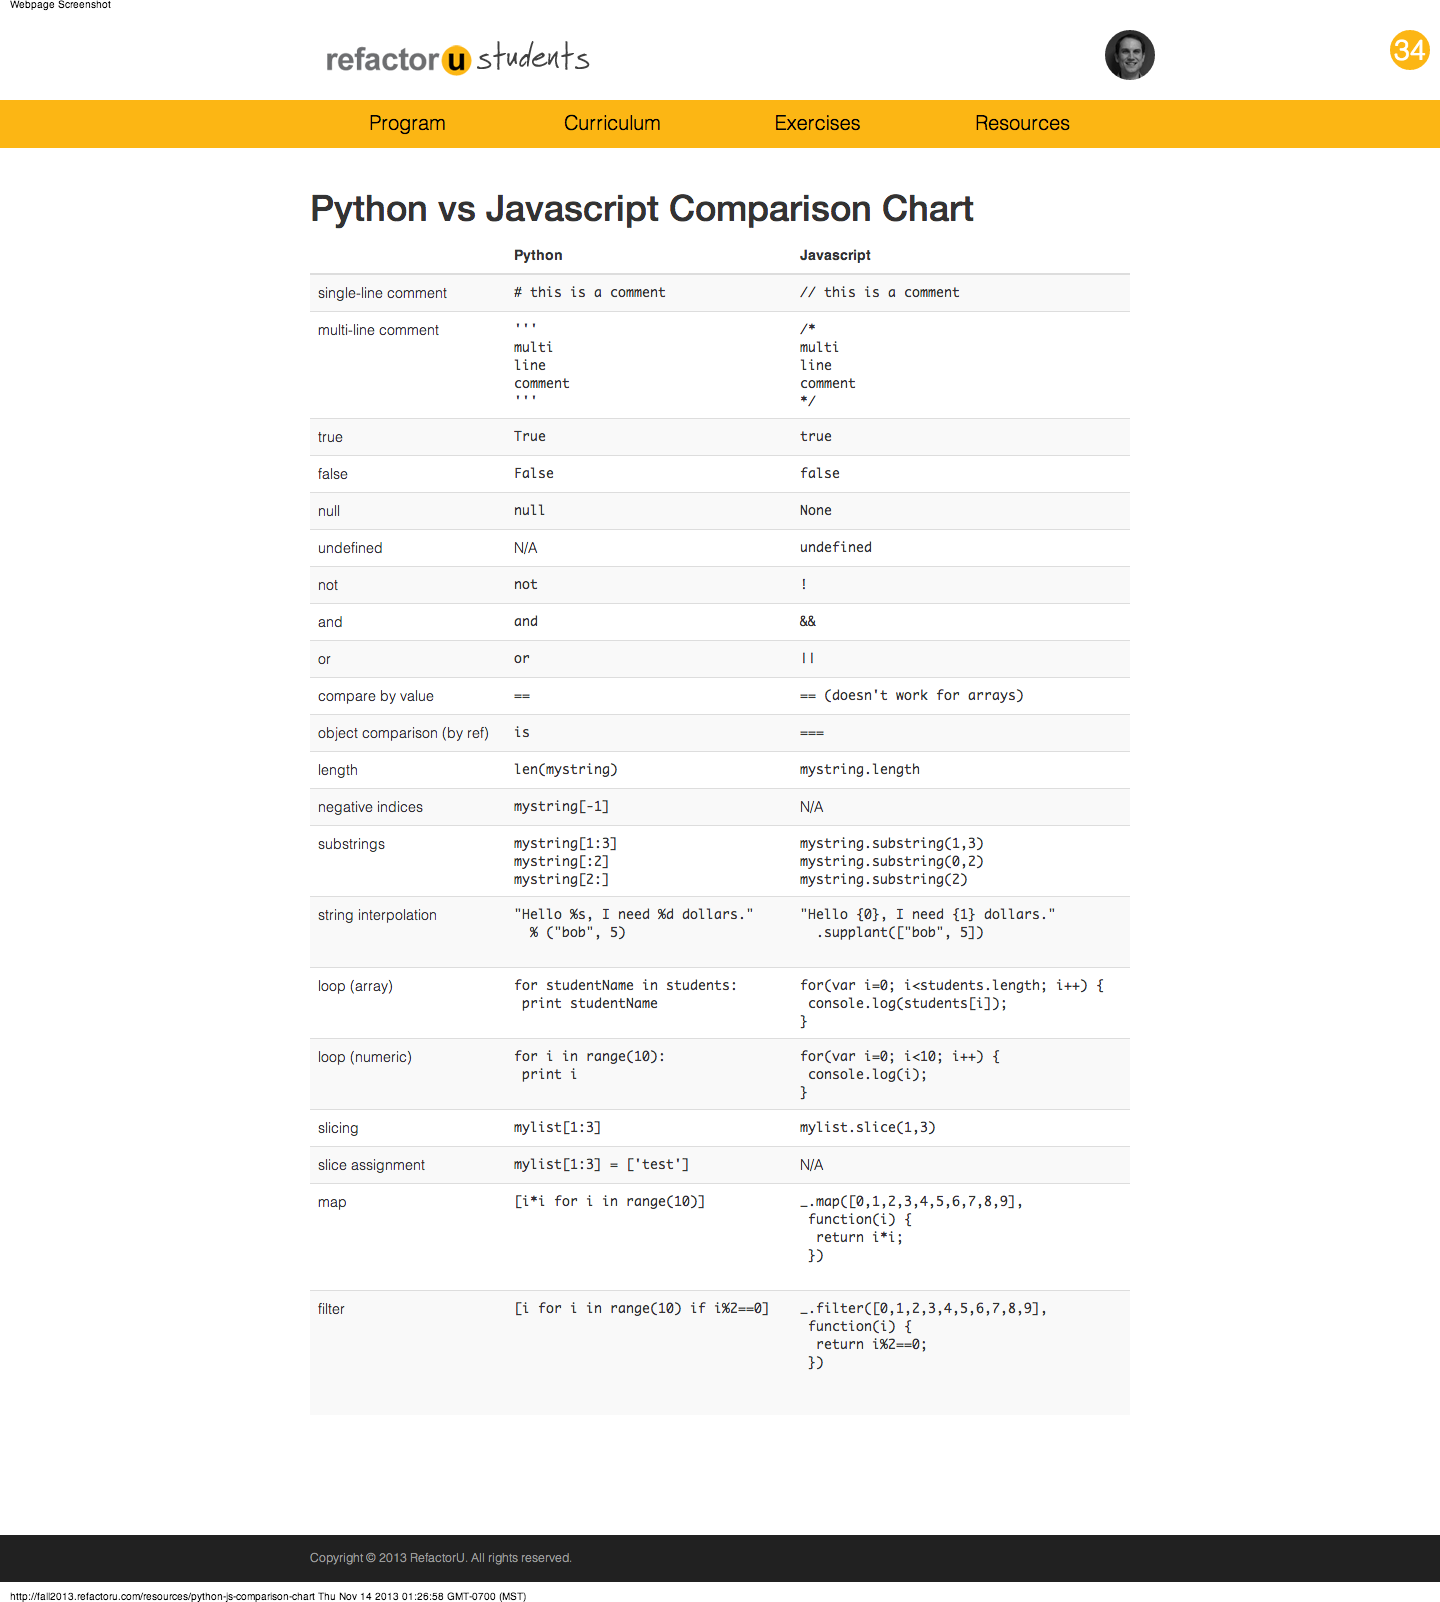 Webpage Screenshot
refactoru students
34
Program Curriculum Exercises Resources
Python vs Javascript Comparison Chart
Python Javascript
single-line comment # this is a comment // this is a comment
multi-line comment ''' /*
multi multi
line line
comment comment
''' */
true True true
false False false
null null None
undefined N/A undefined
not not !
and and &&
or or ||
compare by value == == (doesn't work for arrays)
object comparison (by ref) is ===
length len(mystring) mystring.length
negative indices mystring[-1] N/A
substrings mystring[1:3] mystring.substring(1,3)
mystring[:2] mystring.substring(0,2)
mystring[2:] mystring.substring(2)
string interpolation "Hello %s, I need %d dollars." "Hello {0}, I need {1} dollars."
% ("bob", 5) .supplant(["bob", 5])
loop (array) for studentName in students: for(var i=0; i<students.length; i++) {
print studentName console.log(students[i]);
}
loop (numeric) for i in range(10): for(var i=0; i<10; i++) {
print i console.log(i);
}
slicing mylist[1:3] mylist.slice(1,3)
slice assignment mylist[1:3] = ['test'] N/A
map [i*i for i in range(10)] _.map([0,1,2,3,4,5,6,7,8,9],
function(i) {
return i*i;
})
filter [i for i in range(10) if i%2==0] _.filter([0,1,2,3,4,5,6,7,8,9],
function(i) {
return i%2==0;
})
Copyright © 2013 RefactorU. All rights reserved.
http://fall2013.refactoru.com/resources/python-js-comparison-chart Thu Nov 14 2013 01:26:58 GMT-0700 (MST)